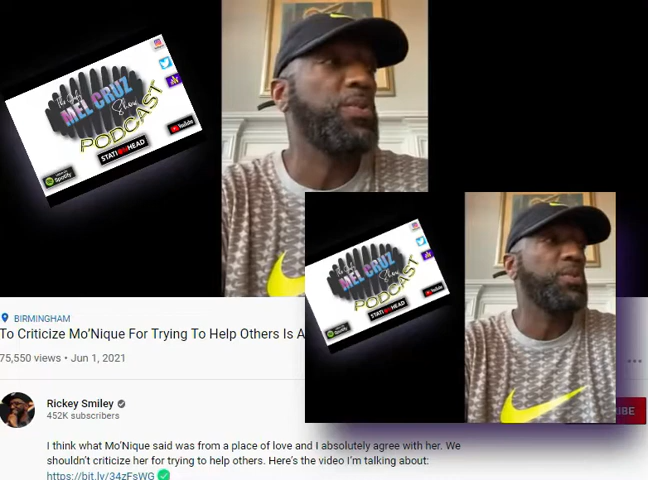 MEL CRUZ
Show
PODCAST
STATI HEAD
Spotify
YouTube
MEL CRUZ
Show
PODCAST
STATI HEAD
Spotify
YouTube
BIRMINGHAM
To Criticize Mo'Nique For Trying To Help Others Is A
75,550 views • Jun 1, 2021
Rickey Smiley
452K subscribers
IBE
I think what Mo'Nique said was from a place of love and I absolutely agree with her. We
shouldn't criticize her for trying to help others. Here's the video I'm talking about:
https://bit.ly/34zFsWG